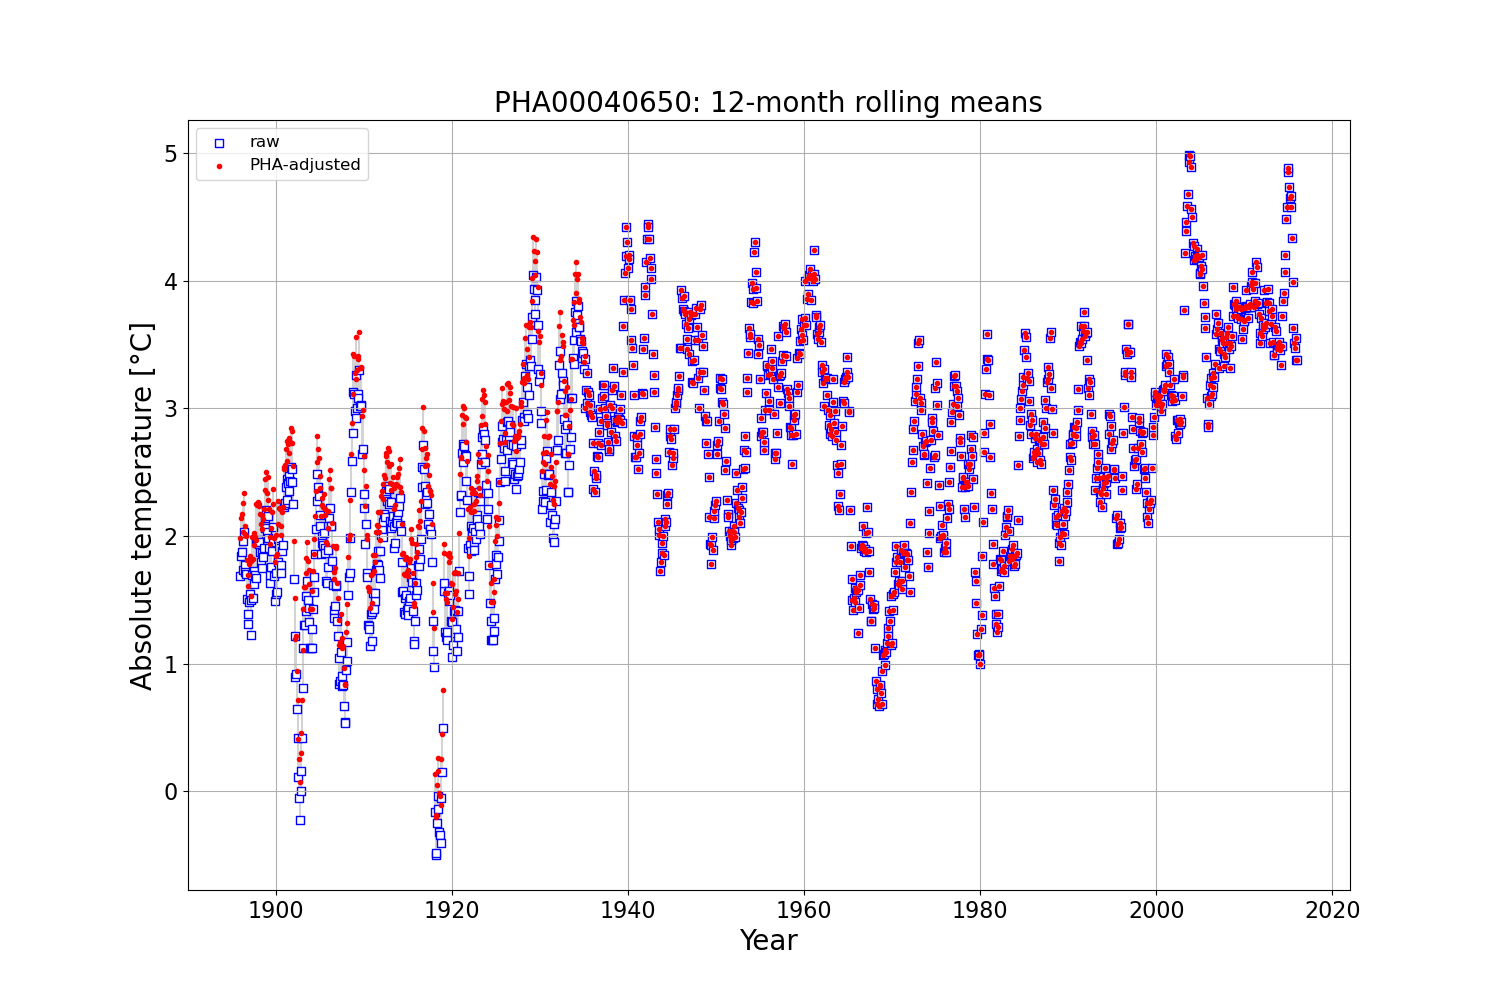 PHA00040650: 12-month rolling means
raw
PHA-adjusted
Absolute temperature [°C]
5
4
3
2
1
0
1900 1920 1940 1960 1980 2000 2020
Year